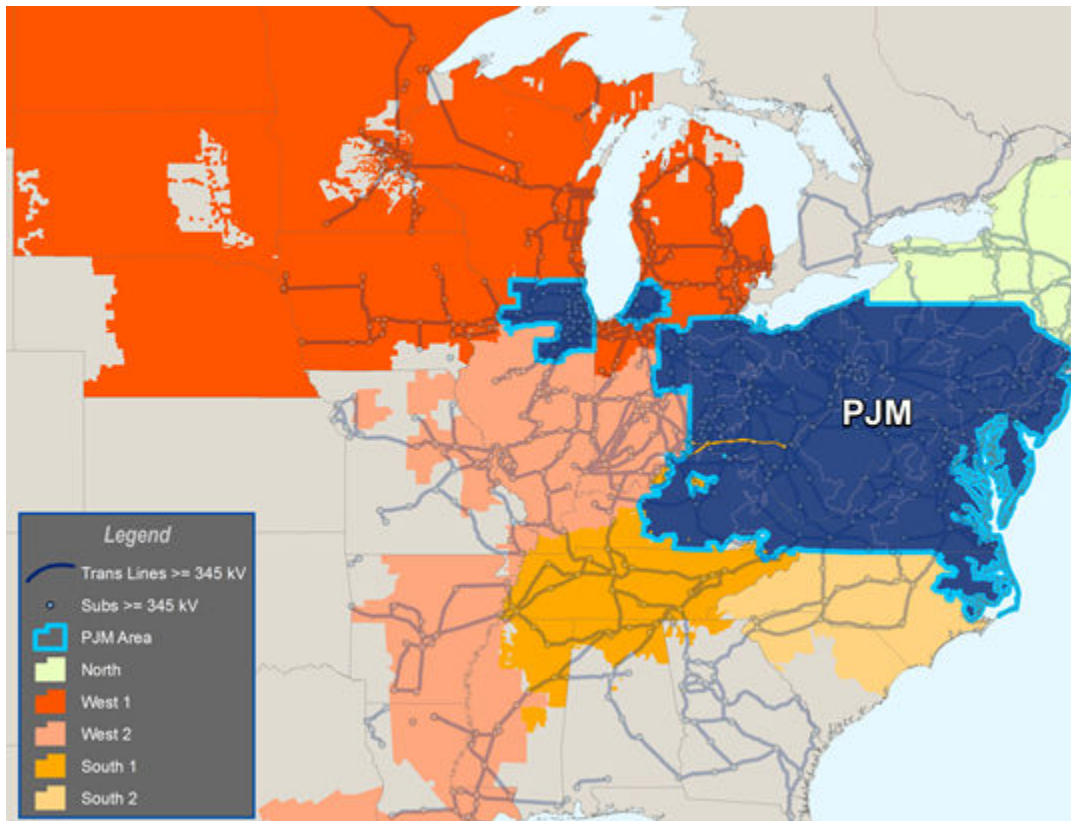 PJM
Legend
Trans Lines >= 345 kV
Subs >= 345 kV
PJM Area
North
West 1
West 2
South 1
South 2